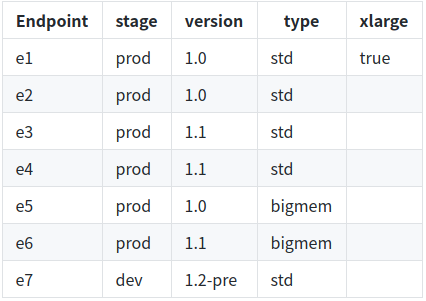 Endpoint stage version type xlarge
e1 prod 1.0 std true
e2 prod 1.0 std
e3 prod 1.1 std
e4 prod 1.1 std
e5 prod 1.0 bigmem
e6 prod 1.1 bigmem
e7 dev 1.2-pre std